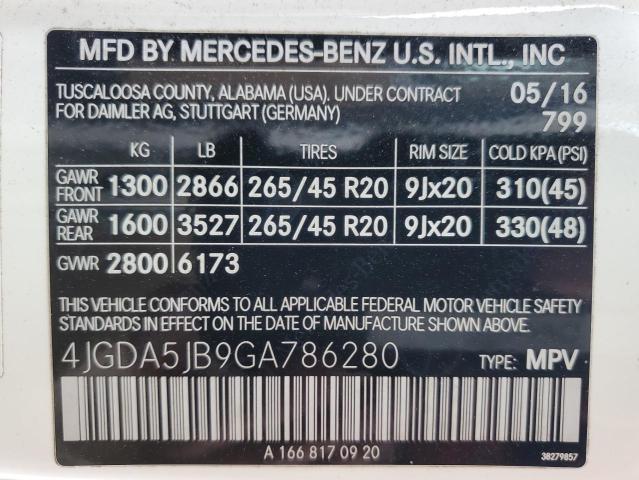 MFD BY MERCEDES-BENZ U.S. INTL., INC
TUSCALOOSA COUNTY, ALABAMA (USA). UNDER CONTRACT 05/16
FOR DAIMLER AG, STUTTGART (GERMANY) 799
KG LB TIRES RIM SIZE COLD KPA (PSI)
GAWR FRONT 1300 2866 265/45 R20 9Jx20 310(45)
GAWR REAR 1600 3527 265/45 R20 9Jx20 330(48)
GVWR 2800 6173
THIS VEHICLE CONFORMS TO ALL APPLICABLE FEDERAL MOTOR VEHICLE SAFETY
STANDARDS IN EFFECT ON THE DATE OF MANUFACTURE SHOWN ABOVE.
4JGDA5JB9GA786280 TYPE: MPV
A 166 817 09 20 38279857